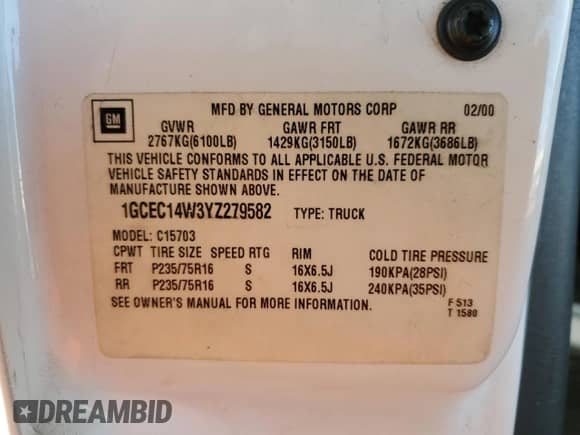 GM
MFD BY GENERAL MOTORS CORP 02/00
GVWR GAWR FRT GAWR RR
2767KG(6100LB) 1429KG(3150LB) 1672KG(3686LB)
THIS VEHICLE CONFORMS TO ALL APPLICABLE U.S. FEDERAL MOTOR
VEHICLE SAFETY STANDARDS IN EFFECT ON THE DATE OF
MANUFACTURE SHOWN ABOVE.
1GCEC14W3YZ279582 TYPE: TRUCK
MODEL: C15703
CPWT TIRE SIZE SPEED RTG RIM COLD TIRE PRESSURE
FRT P235/75R16 S 16X6.5J 190KPA(28PSI)
RR P235/75R16 S 16X6.5J 240KPA(35PSI)
SEE OWNER'S MANUAL FOR MORE INFORMATION. F 513
T 1580
DREAMBID